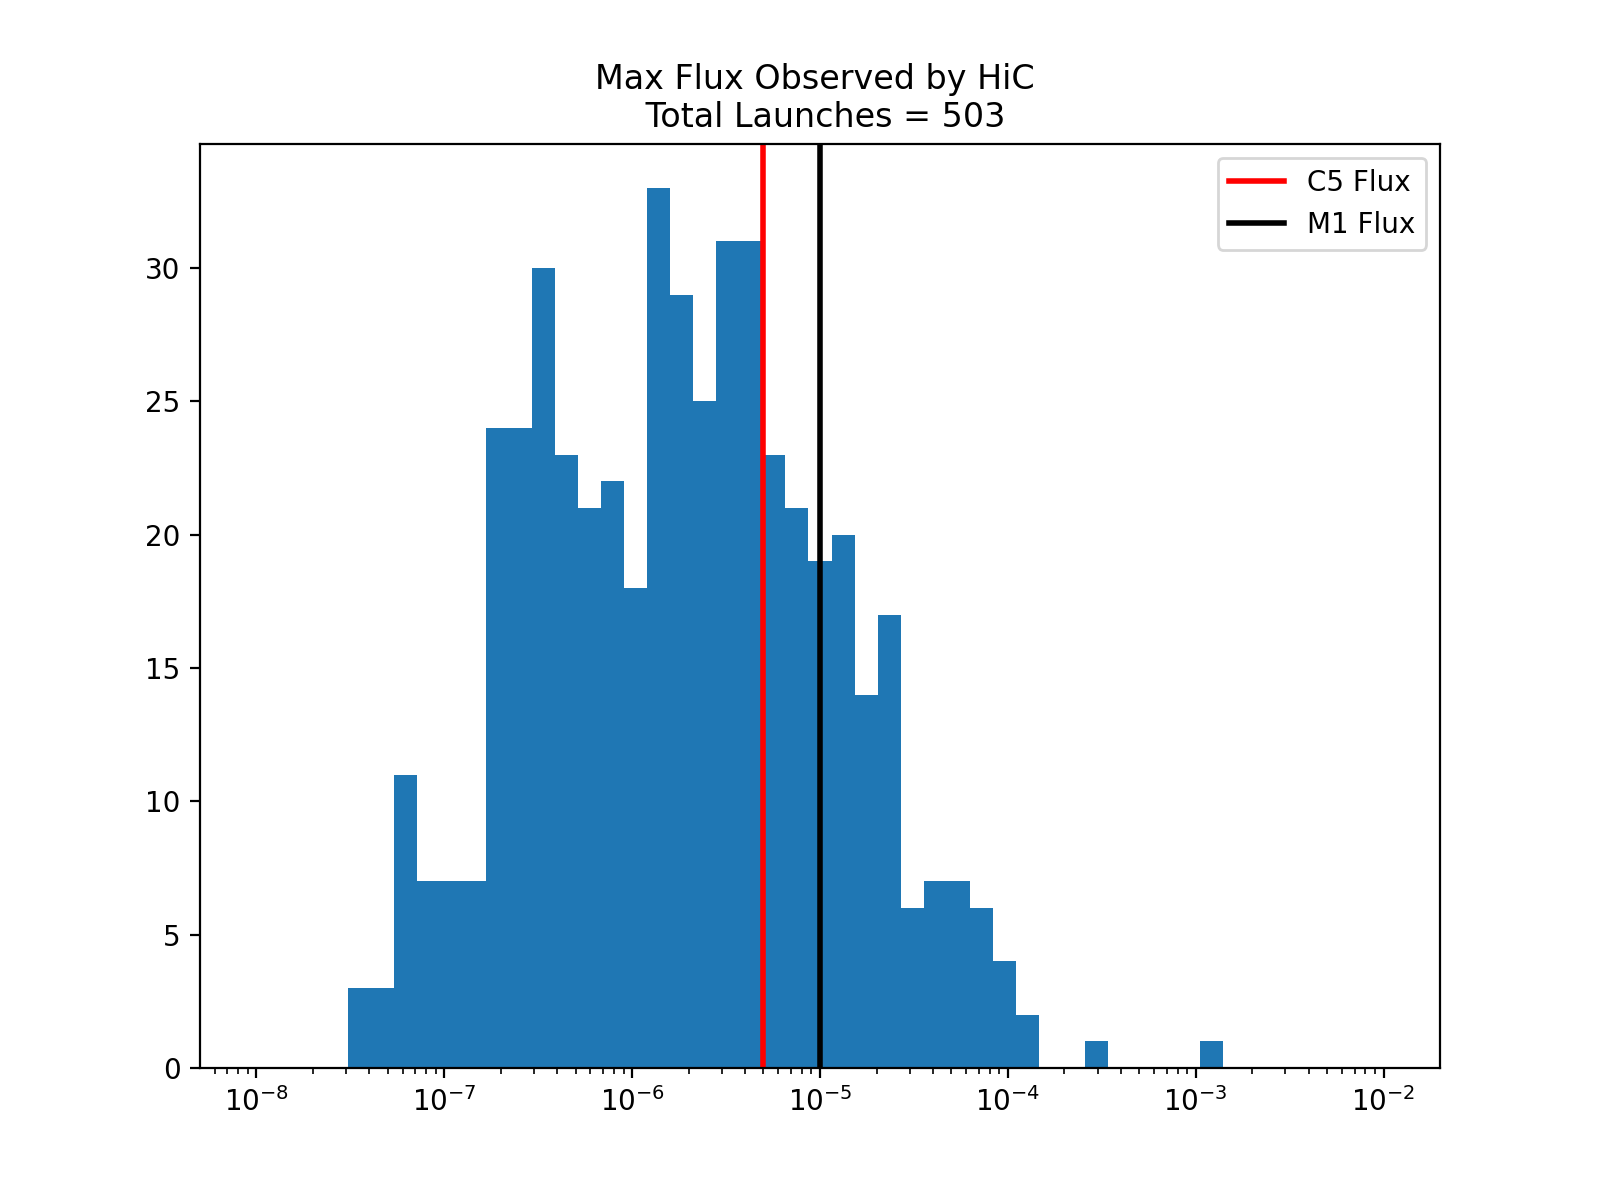 Max Flux Observed by HiC
Total Launches = 503
C5 Flux
M1 Flux
30
25
20
15
10
5
0
10⁻⁸ 10⁻⁷ 10⁻⁶ 10⁻⁵ 10⁻⁴ 10⁻³ 10⁻²